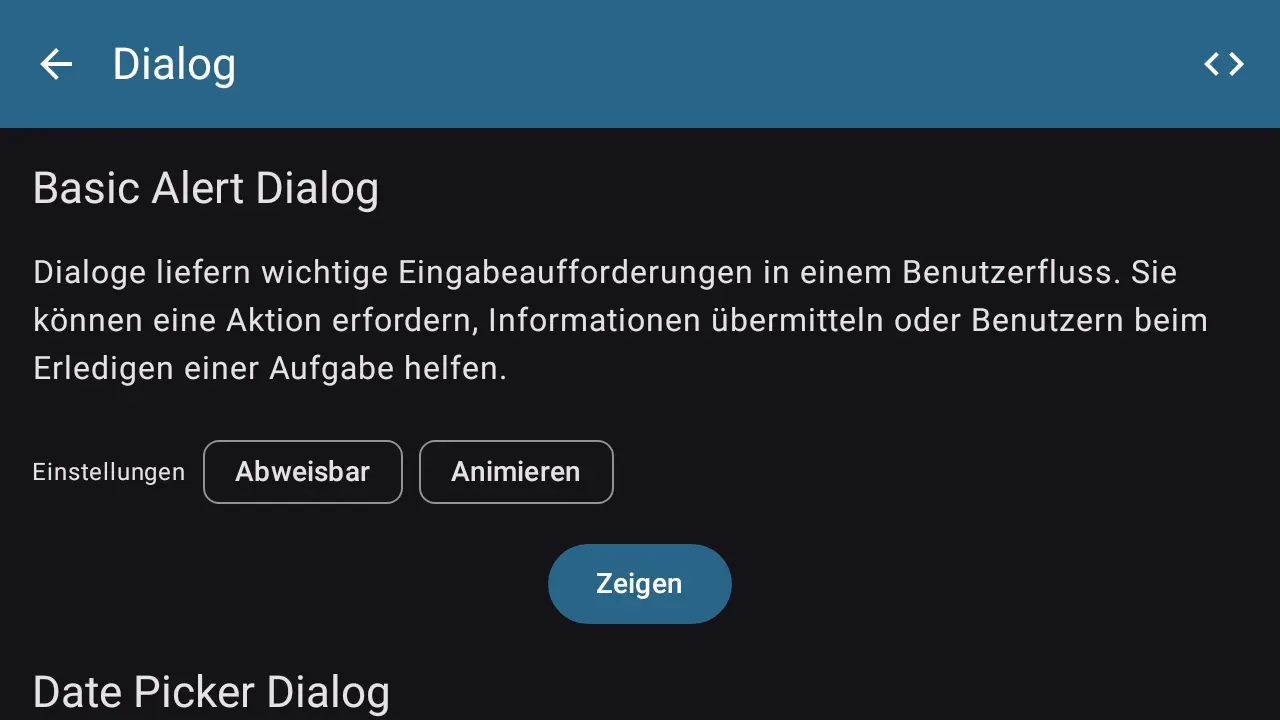 Dialog
Basic Alert Dialog
Dialoge liefern wichtige Eingabeaufforderungen in einem Benutzerfluss. Sie
können eine Aktion erfordern, Informationen übermitteln oder Benutzern beim
Erledigen einer Aufgabe helfen.
Einstellungen Abweisbar Animieren
Zeigen
Date Picker Dialog